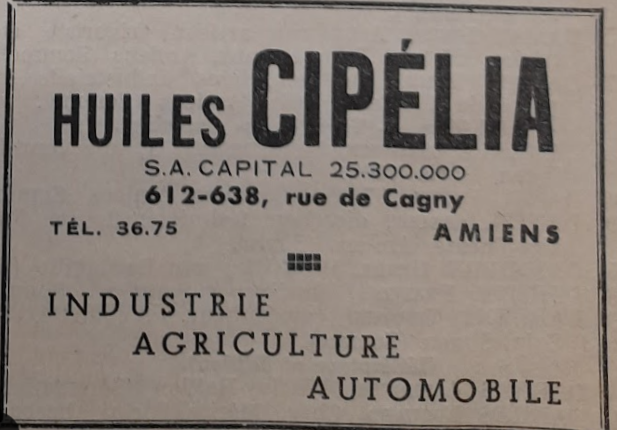 HUILES CIPÉLIA
S.A. CAPITAL 25.300.000
612-638, rue de Cagny
TÉL. 36.75 AMIENS
INDUSTRIE
AGRICULTURE
AUTOMOBILE